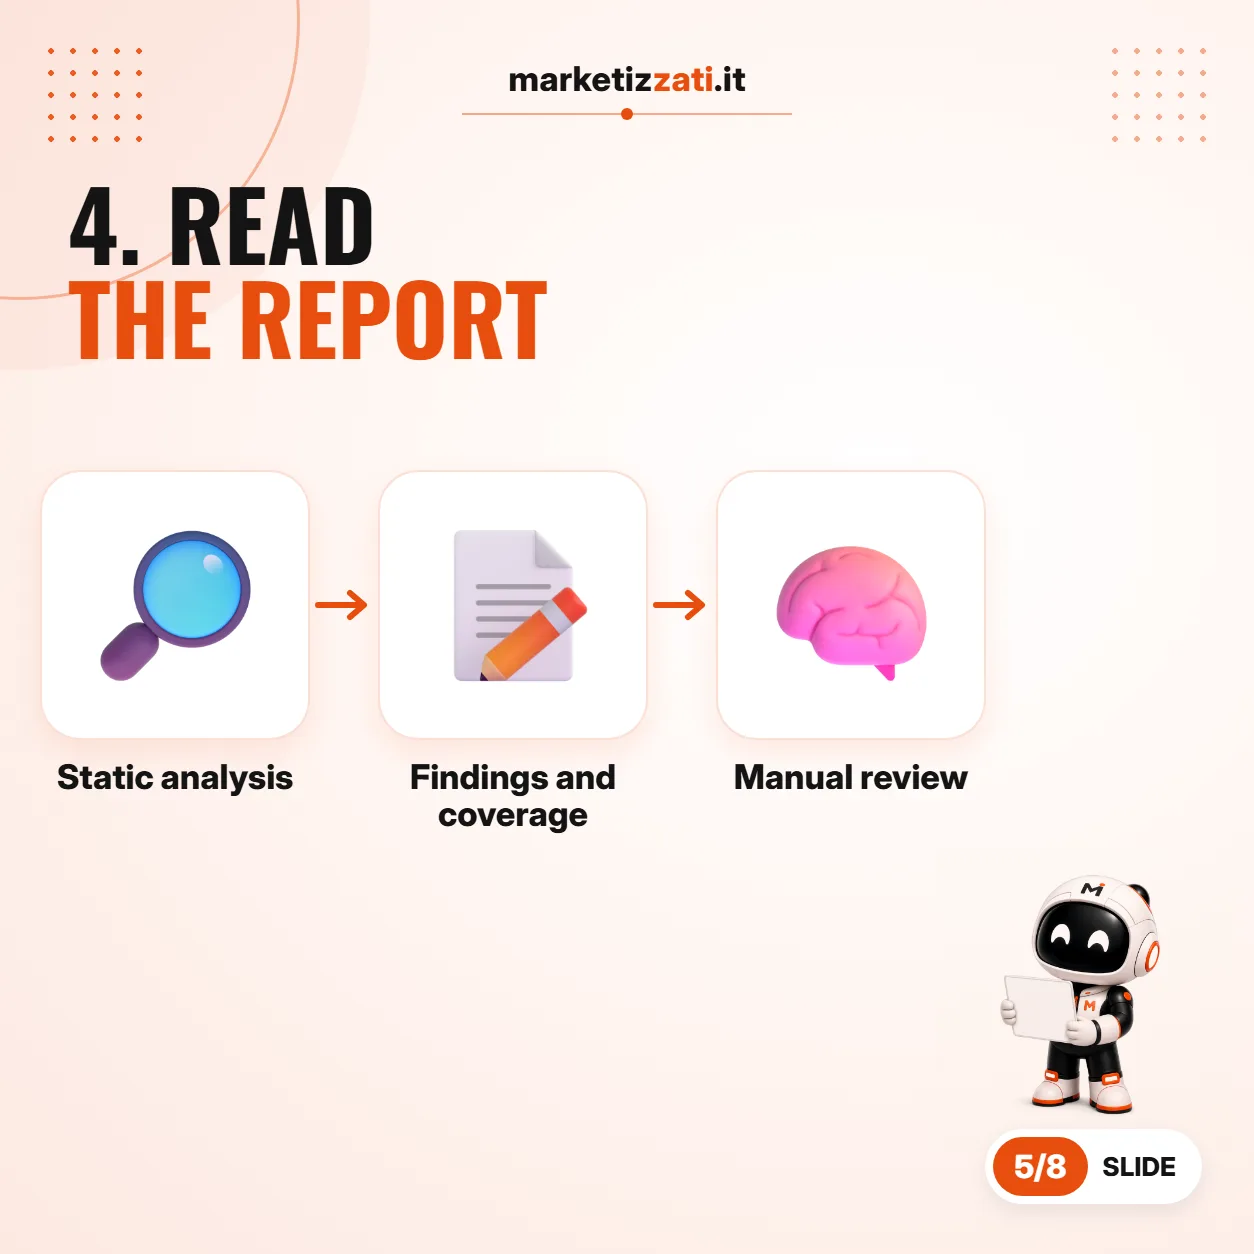 marketizzati.it
4. READ
THE REPORT
Static analysis
Findings and
coverage
Manual review
M
M
5/8 SLIDE